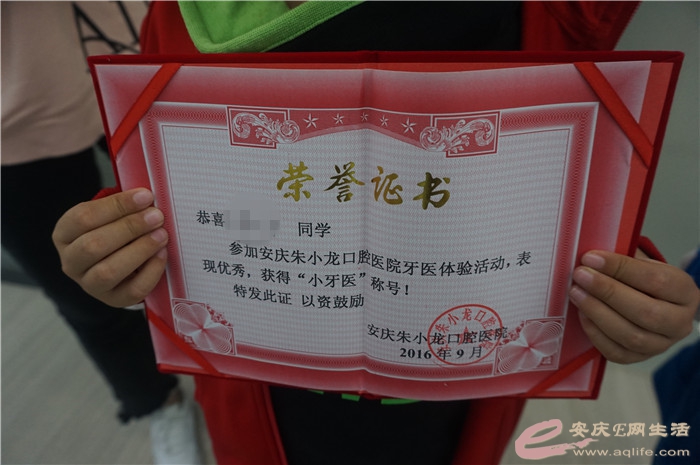 荣誉证书
恭喜 同学
参加安庆朱小龙口腔医院牙医体验活动,表
现优秀,获得“小牙医”称号!
特发此证 以资鼓励
安庆朱小龙口腔医院
2016年9月
安庆E网生活
www.aqlife.com